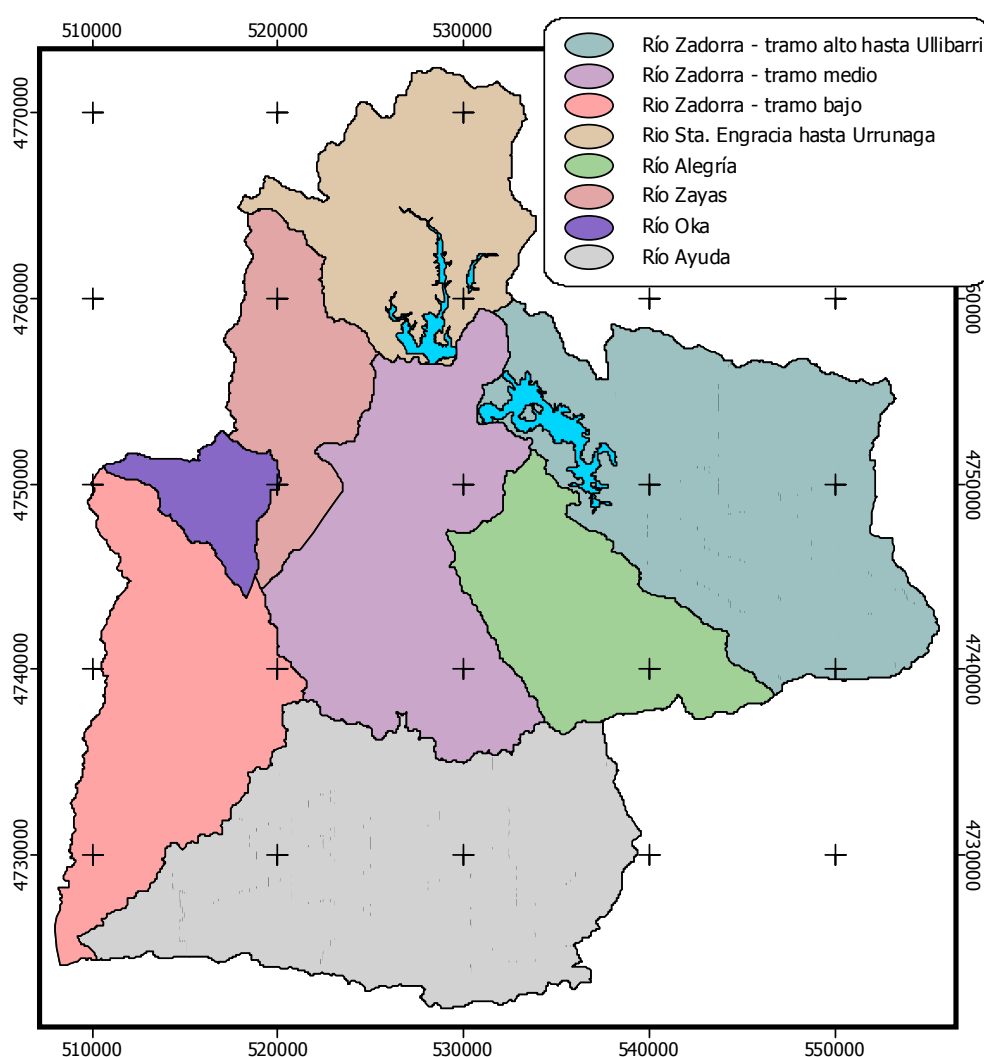 510000 520000 530000
Río Zadorra - tramo alto hasta Ullibarri
Río Zadorra - tramo medio
Rio Zadorra - tramo bajo
Rio Sta. Engracia hasta Urrunaga
Río Alegría
Río Zayas
Río Oka
Río Ayuda
4770000
4760000
60000
4750000
4750000
4740000
4740000
4730000
4730000
510000 520000 530000 540000 550000